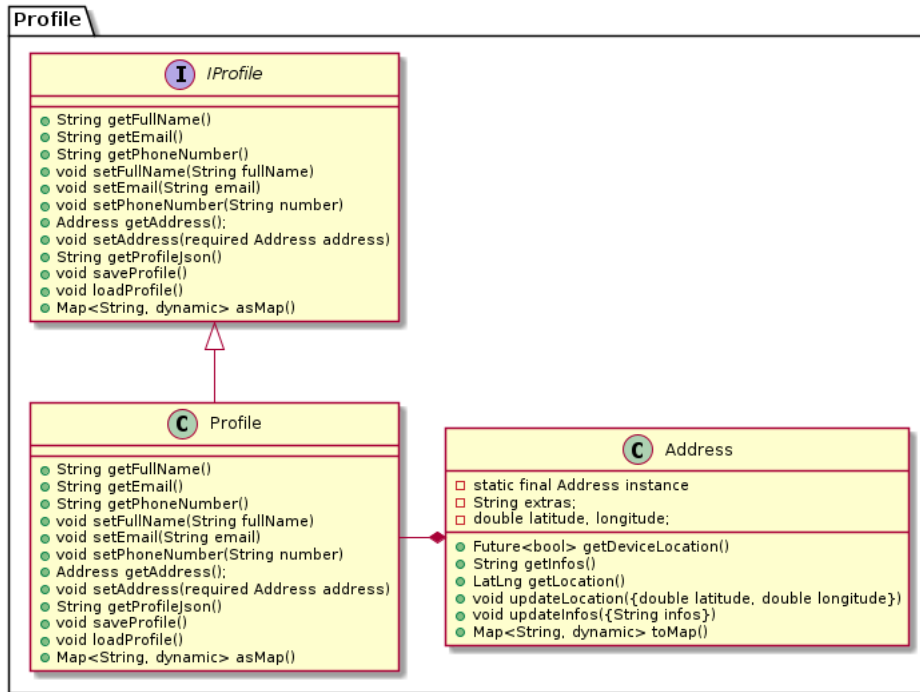 Profile
I IProfile
String getFullName()
String getEmail()
String getPhoneNumber()
void setFullName(String fullName)
void setEmail(String email)
void setPhoneNumber(String number)
Address getAddress();
void setAddress(required Address address)
String getProfileJson()
void saveProfile()
void loadProfile()
Map<String, dynamic> asMap()
C Profile
String getFullName()
String getEmail()
String getPhoneNumber()
void setFullName(String fullName)
void setEmail(String email)
void setPhoneNumber(String number)
Address getAddress();
void setAddress(required Address address)
String getProfileJson()
void saveProfile()
void loadProfile()
Map<String, dynamic> asMap()
C Address
static final Address instance
String extras;
double latitude, longitude;
Future<bool> getDeviceLocation()
String getInfos()
LatLng getLocation()
void updateLocation({double latitude, double longitude})
void updateInfos({String infos})
Map<String, dynamic> toMap()